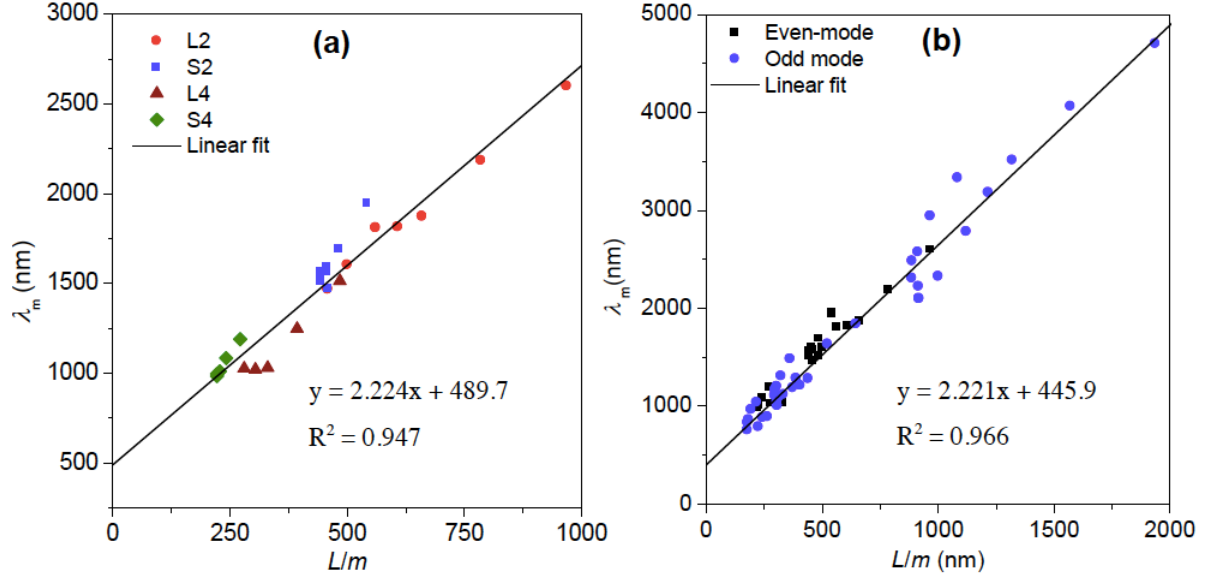 3000
2500
2000
1500
1000
500
λm (nm)
(a)
L2
S2
L4
S4
Linear fit
y = 2.224x + 489.7
R² = 0.947
0
250
500
750
1000
L/m
5000
4000
3000
2000
1000
0
λm(nm)
(b)
Even-mode
Odd mode
Linear fit
y = 2.221x + 445.9
R² = 0.966
0
500
1000
1500
2000
L/m (nm)